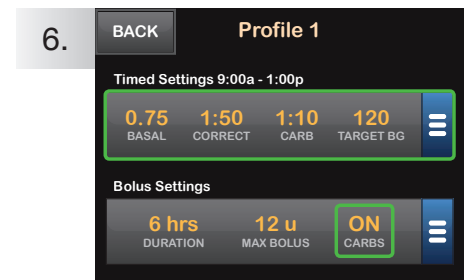 6.
BACK Profile 1
Timed Settings 9:00a - 1:00p
0.75 1:50 1:10 120
BASAL CORRECT CARB TARGET BG
Bolus Settings
6 hrs 12 u ON
DURATION MAX BOLUS CARBS